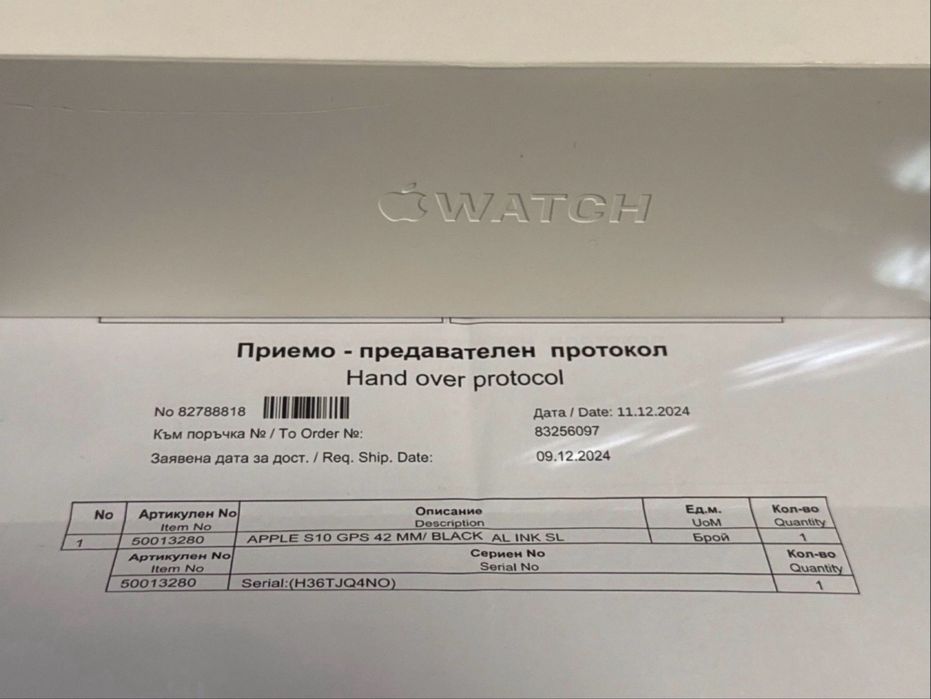 WATCH
Приемо - предавателен протокол
Hand over protocol
No 82788818 Дата / Date: 11.12.2024
Към поръчка № / To Order №: 83256097
Заявена дата за дост. / Req. Ship. Date: 09.12.2024
No Артикулен No Описание Ед.м. Кол-во
Item No Description UoM Quantity
1 50013280 APPLE S10 GPS 42 MM/ BLACK AL INK SL Брой 1
Артикулен No Сериен No Кол-во
Item No Serial No Quantity
50013280 Serial:(H36TJQ4NO) 1